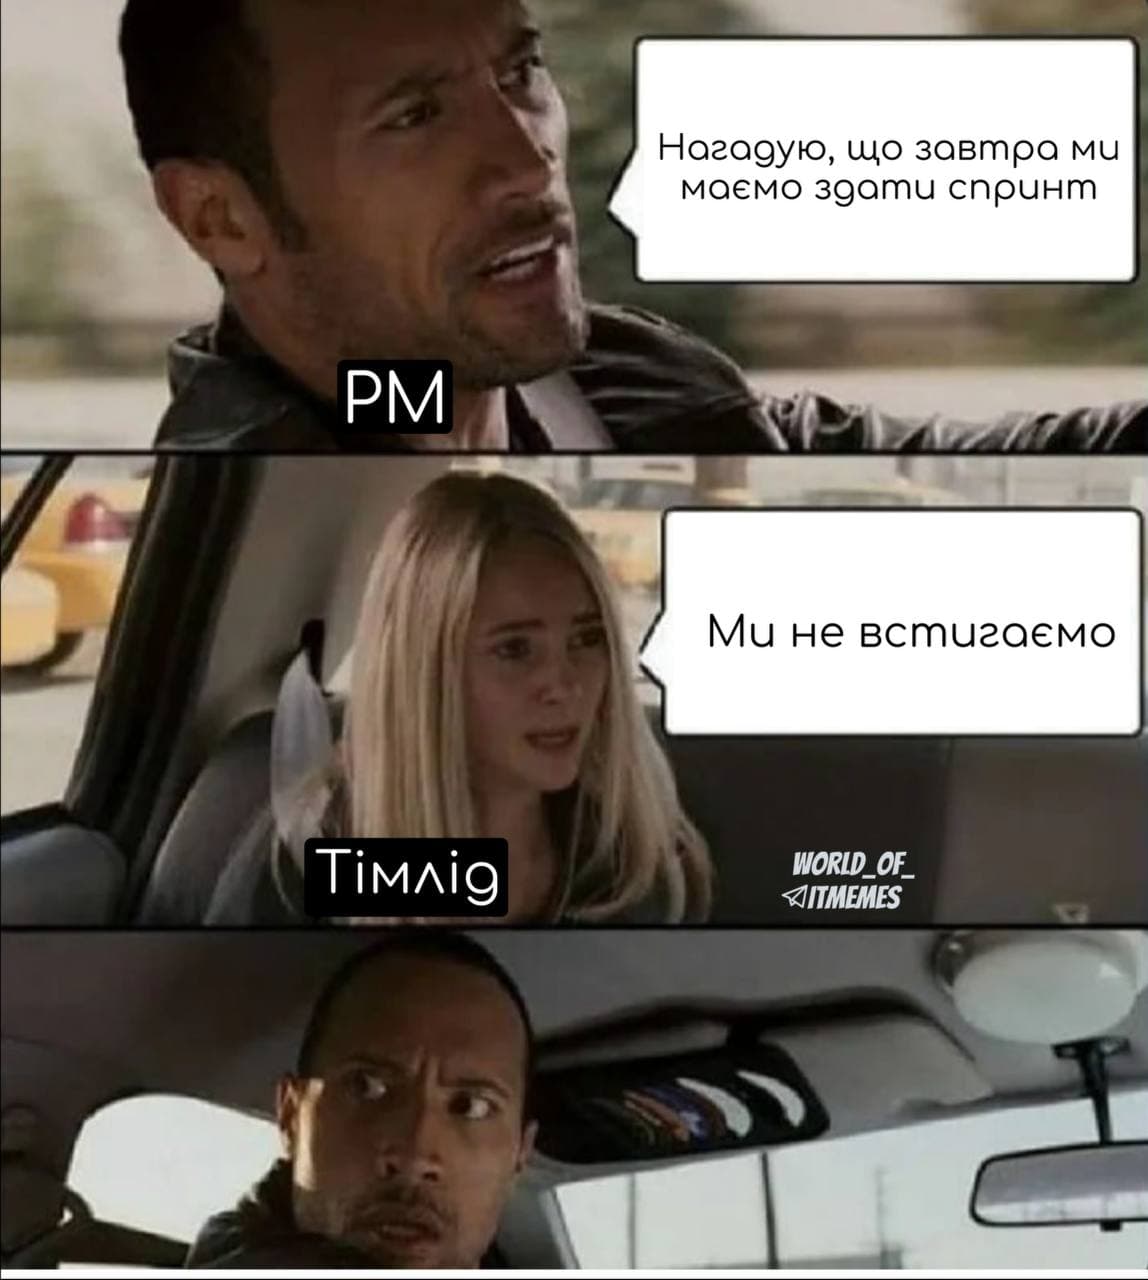 Нагадую, що завтра ми
маємо здати спринт
PM
Ми не встигаємо
Тімлід
WORLD_OF_
ITMEMES